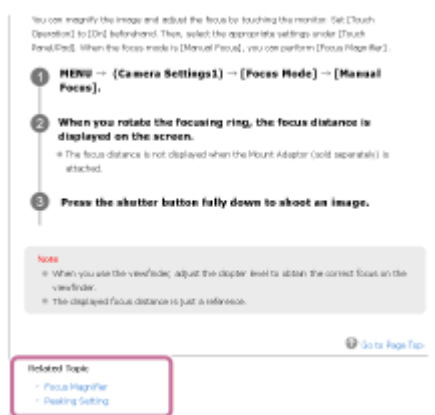 You can magnify the image and adjust the focus by touching the monitor. Set [Touch
Operation] to [On] beforehand. Then, select the appropriate settings under [Touch
Panel/Pad]. When the focus mode is [Manual Focus], you can perform [Focus Magnifier].
1 MENU → (Camera Settings1) → [Focus Mode] → [Manual
Focus].
2 When you rotate the focusing ring, the focus distance is
displayed on the screen.
The focus distance is not displayed when the Mount Adaptor (sold separately) is
attached.
3 Press the shutter button fully down to shoot an image.
Note
When you use the viewfinder, adjust the diopter level to obtain the correct focus on the
viewfinder.
The displayed focus distance is just a reference.
Go to Page Top
Related Topic
Focus Magnifier
Peaking Setting